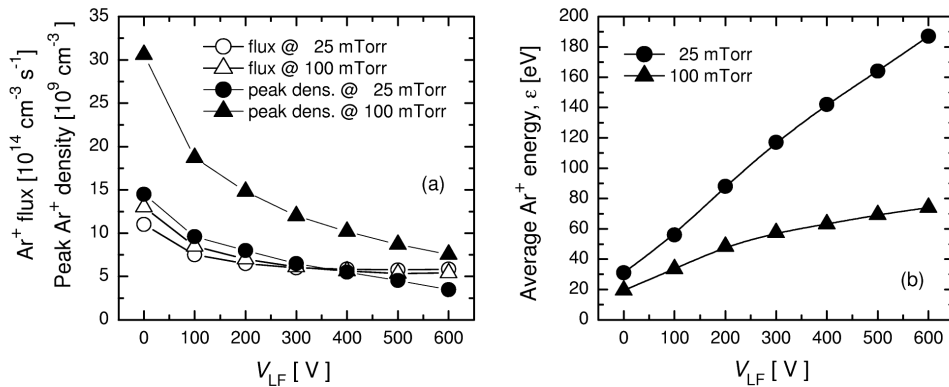 Ar⁺ flux [10¹⁴ cm⁻³ s⁻¹]
Peak Ar⁺ density [10⁹ cm⁻³]
35
30
25
20
15
10
5
0
flux @ 25 mTorr
flux @ 100 mTorr
peak dens. @ 25 mTorr
peak dens. @ 100 mTorr
(a)
0 100 200 300 400 500 600
V_LF [ V ]
Average Ar⁺ energy, ε [eV]
200
180
160
140
120
100
80
60
40
20
0
25 mTorr
100 mTorr
(b)
0 100 200 300 400 500 600
V_LF [ V ]